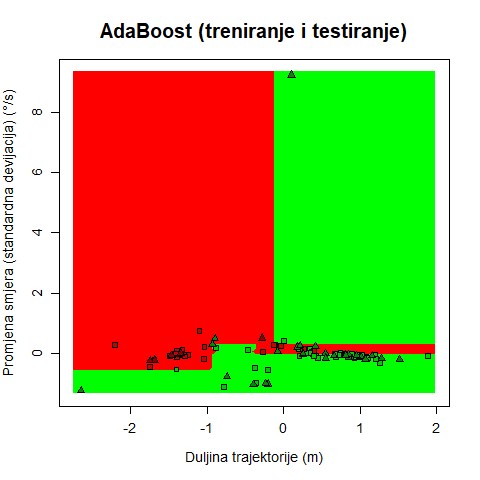 AdaBoost (treniranje i testiranje)
Promjena smjera (standardna devijacija) (°/s)
8
6
4
2
0
-2 -1 0 1 2
Duljina trajektorije (m)